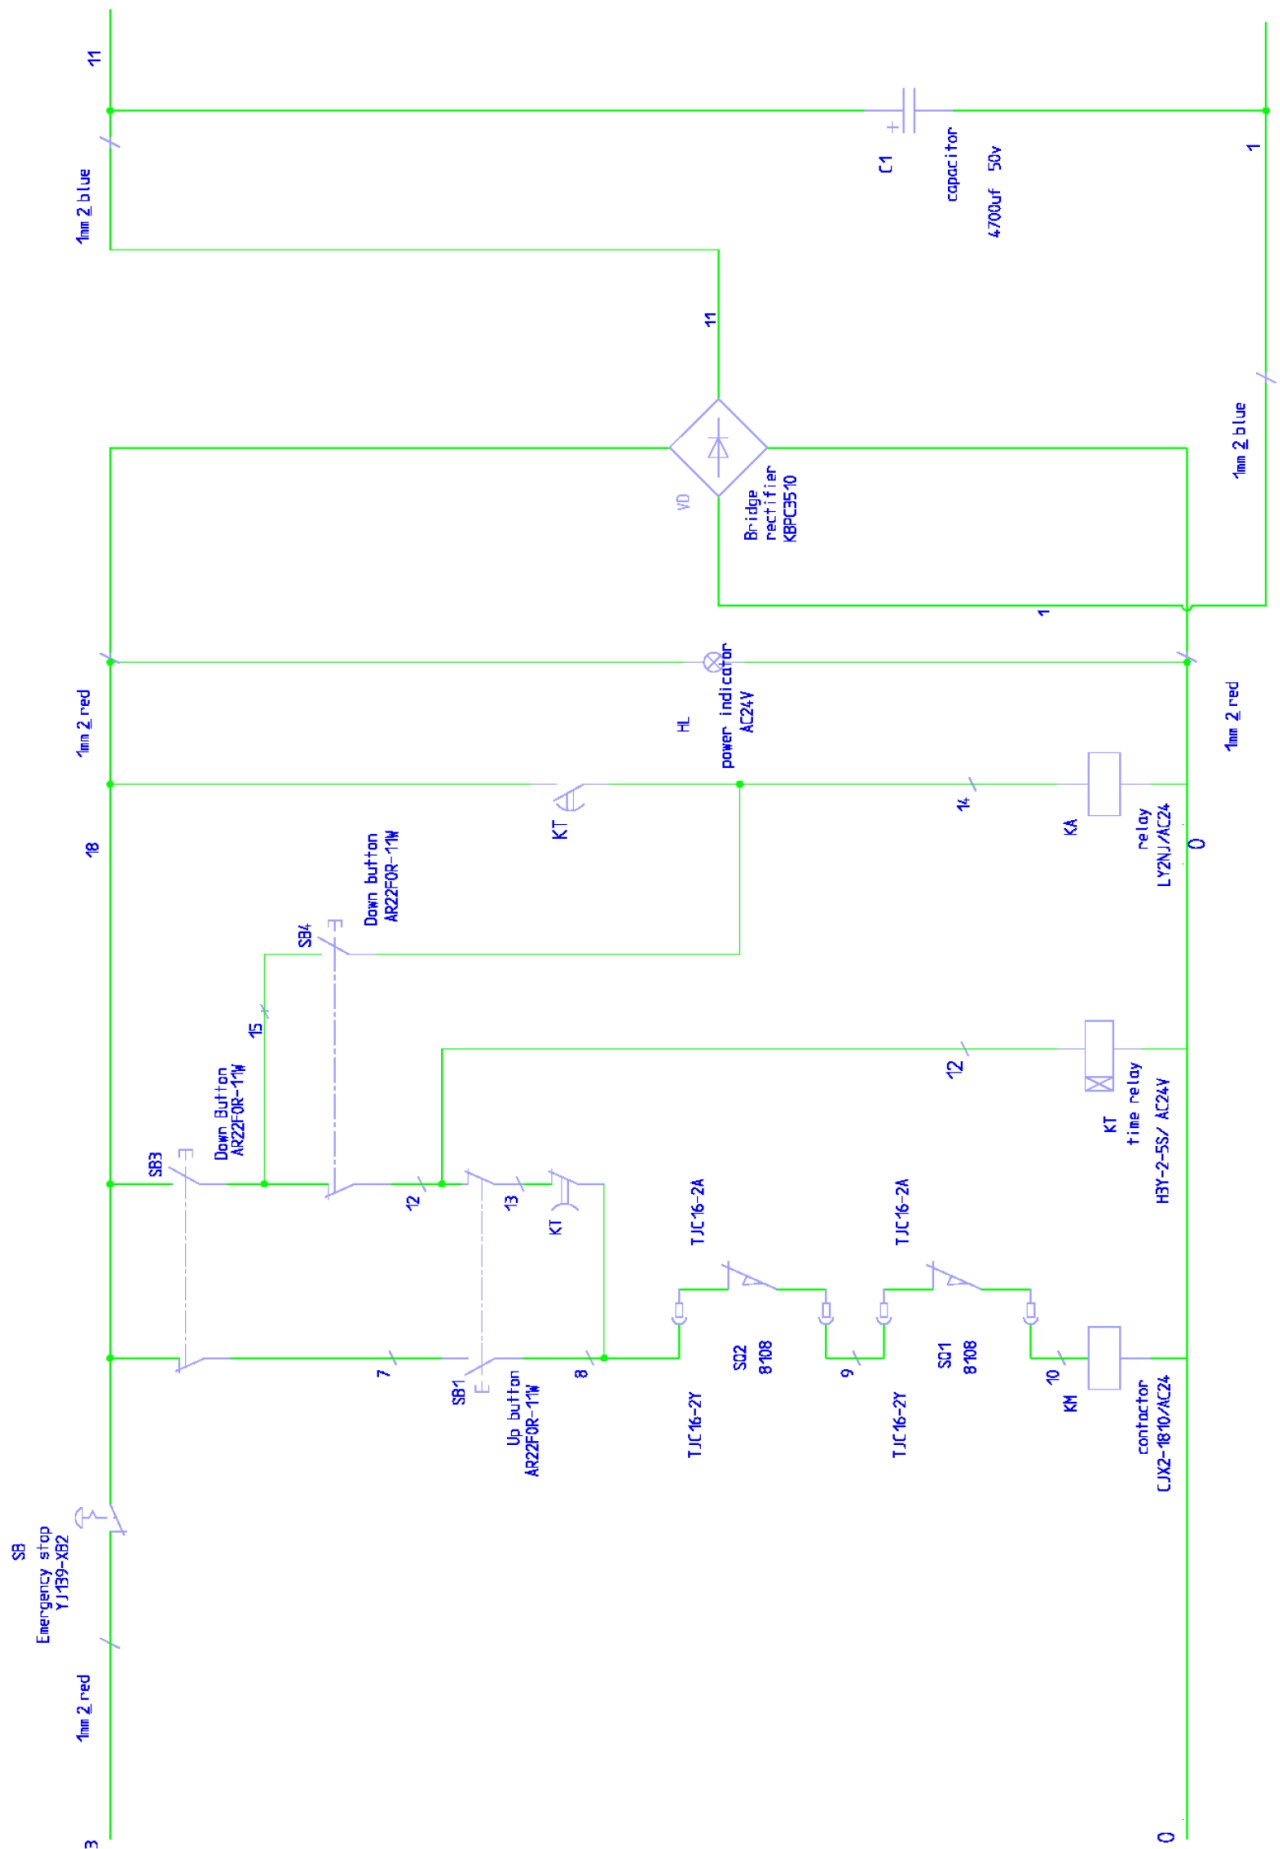 SB
Emergency stop
YJ139-XB2
3
1mm 2 red
18
1mm 2 red
1mm 2 blue
11
SB3
Down Button
AR22F0R-11W
15
SB4
Down button
AR22F0R-11W
7
12
SB1
Up button
AR22F0R-11W
13
KT
KT
8
HL
power indicator
AC24V
VD
Bridge
rectifier
KBPC3510
11
TJC16-2Y
TJC16-2A
SQ2
8108
9
TJC16-2Y
TJC16-2A
SQ1
8108
C1
capacitor
4700uf 50v
12
14
10
1
KM
contactor
CJX2-1810/AC24
KT
time relay
H3Y-2-5S/ AC24V
KA
relay
LY2NJ/AC24
0
0
1mm 2 red
1mm 2 blue
1